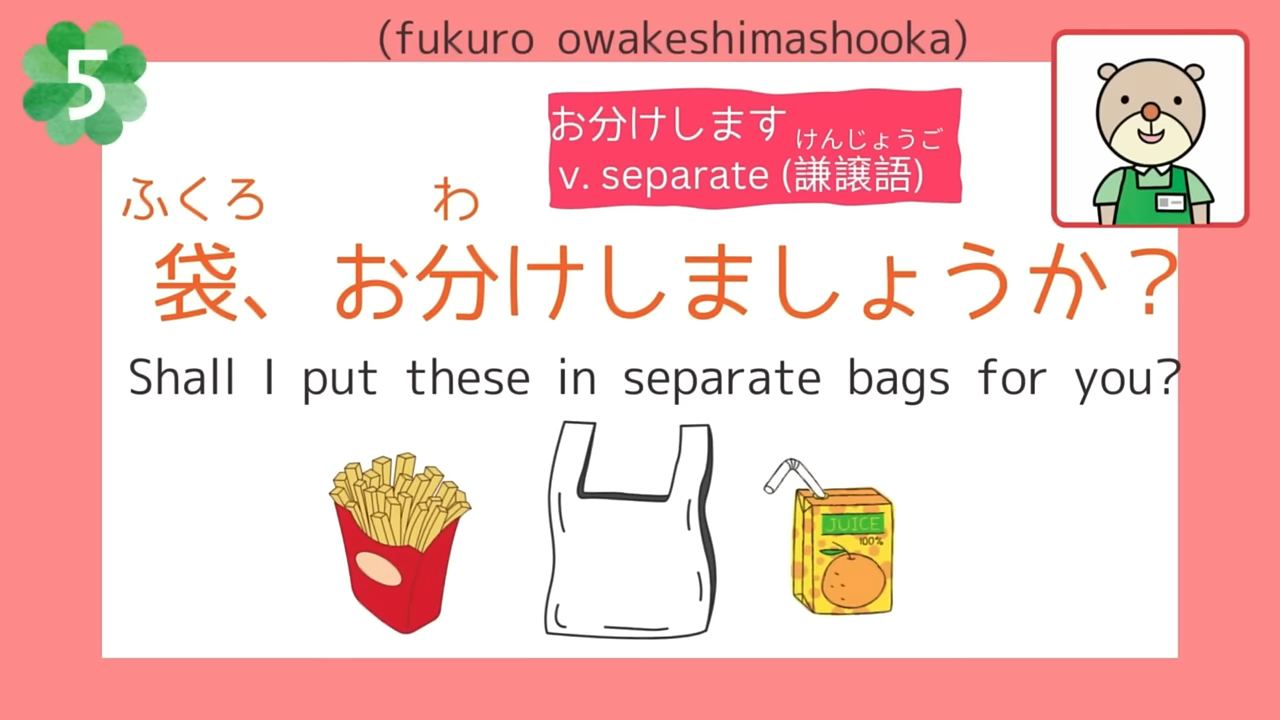 (fukuro owakeshimashooka)
5
お分けします
けんじょうご
v. separate (謙譲語)
ふくろ わ
袋、お分けしましょうか？
Shall I put these in separate bags for you?
JUICE
100%